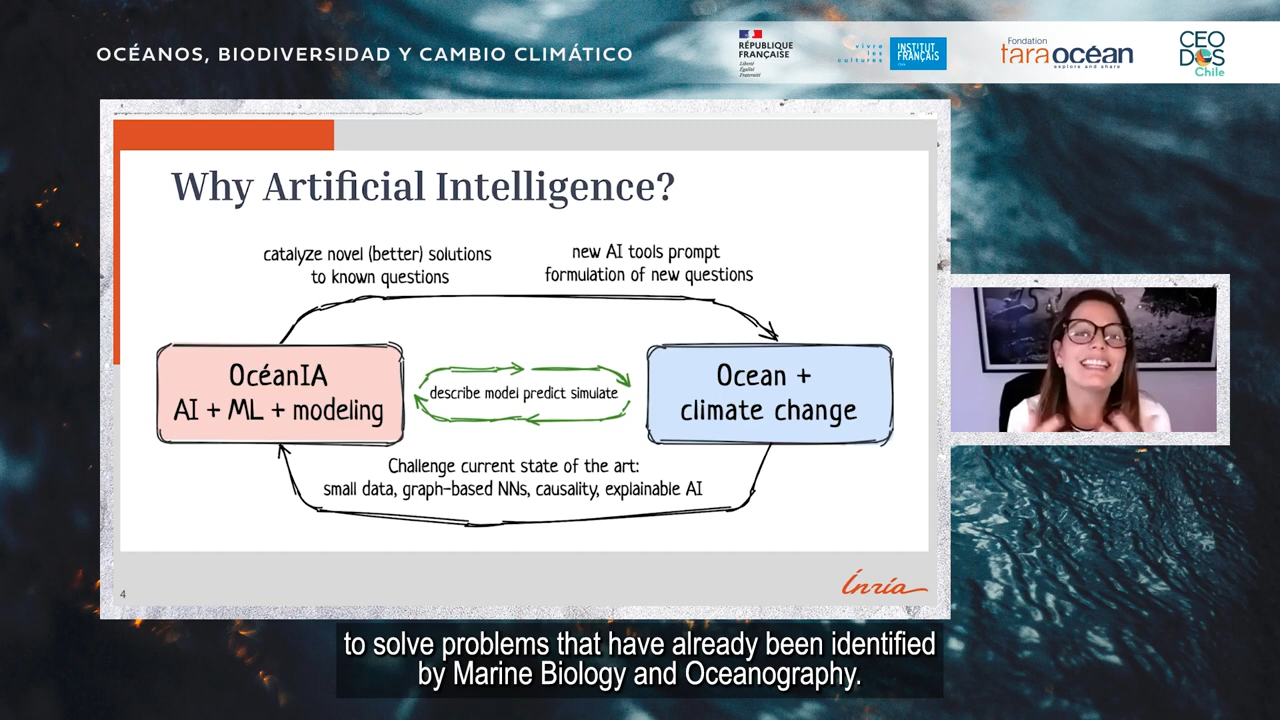 OCÉANOS, BIODIVERSIDAD Y CAMBIO CLIMÁTICO
RÉPUBLIQUE
FRANÇAISE
Liberté
Égalité
Fraternité
vivre
les
cultures
INSTITUT
FRANÇAIS
Chile
Fondation
taraocéan
explore and share
CEO
DOS
Chile
Why Artificial Intelligence?
catalyze novel (better) solutions
to known questions
new AI tools prompt
formulation of new questions
OcéanIA
AI + ML + modeling
describe model predict simulate
Ocean +
climate change
Challenge current state of the art:
small data, graph-based NNs, causality, explainable AI
4
Inria
to solve problems that have already been identified
by Marine Biology and Oceanography.